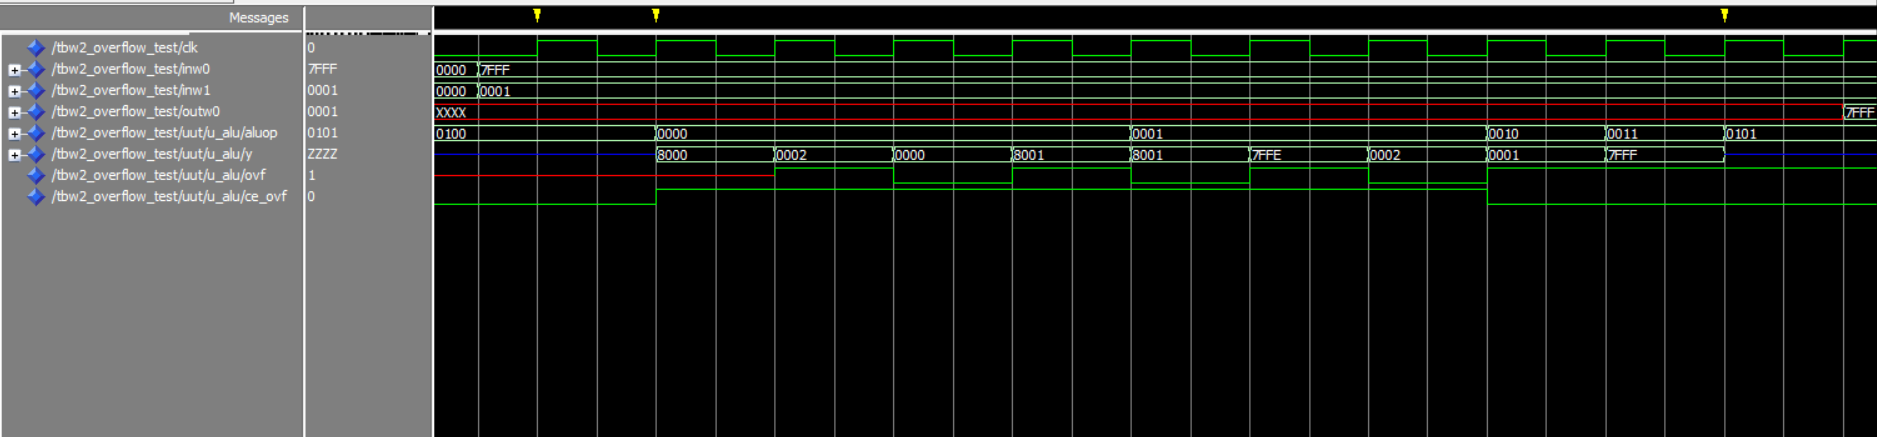 Messages
/tbw2_overflow_test/clk 0
/tbw2_overflow_test/inw0 7FFF 0000 7FFF
/tbw2_overflow_test/inw1 0001 0000 0001
/tbw2_overflow_test/outw0 0001 XXXX 7FFF
/tbw2_overflow_test/uut/u_alu/aluop 0101 0100 0000 0001 0010 0011 0101
/tbw2_overflow_test/uut/u_alu/y ZZZZ 8000 0002 0000 8001 8001 7FFE 0002 0001 7FFF
/tbw2_overflow_test/uut/u_alu/ovf 1
/tbw2_overflow_test/uut/u_alu/ce_ovf 0